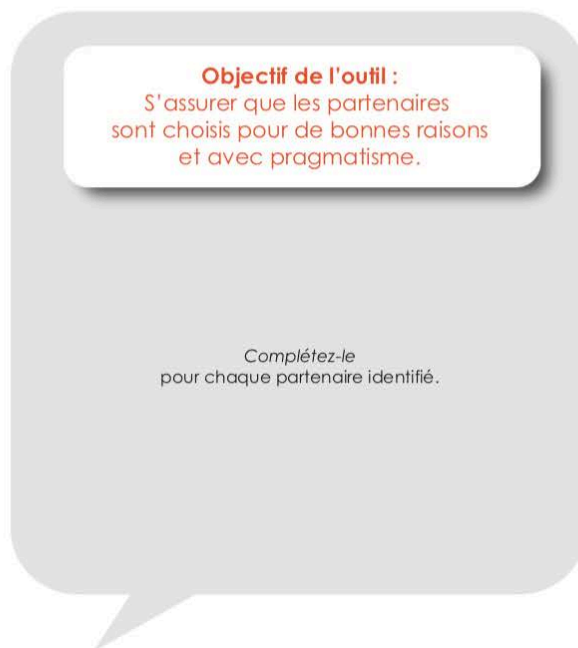 Objectif de l’outil :
S’assurer que les partenaires
sont choisis pour de bonnes raisons
et avec pragmatisme.
Complétez-le
pour chaque partenaire identifié.